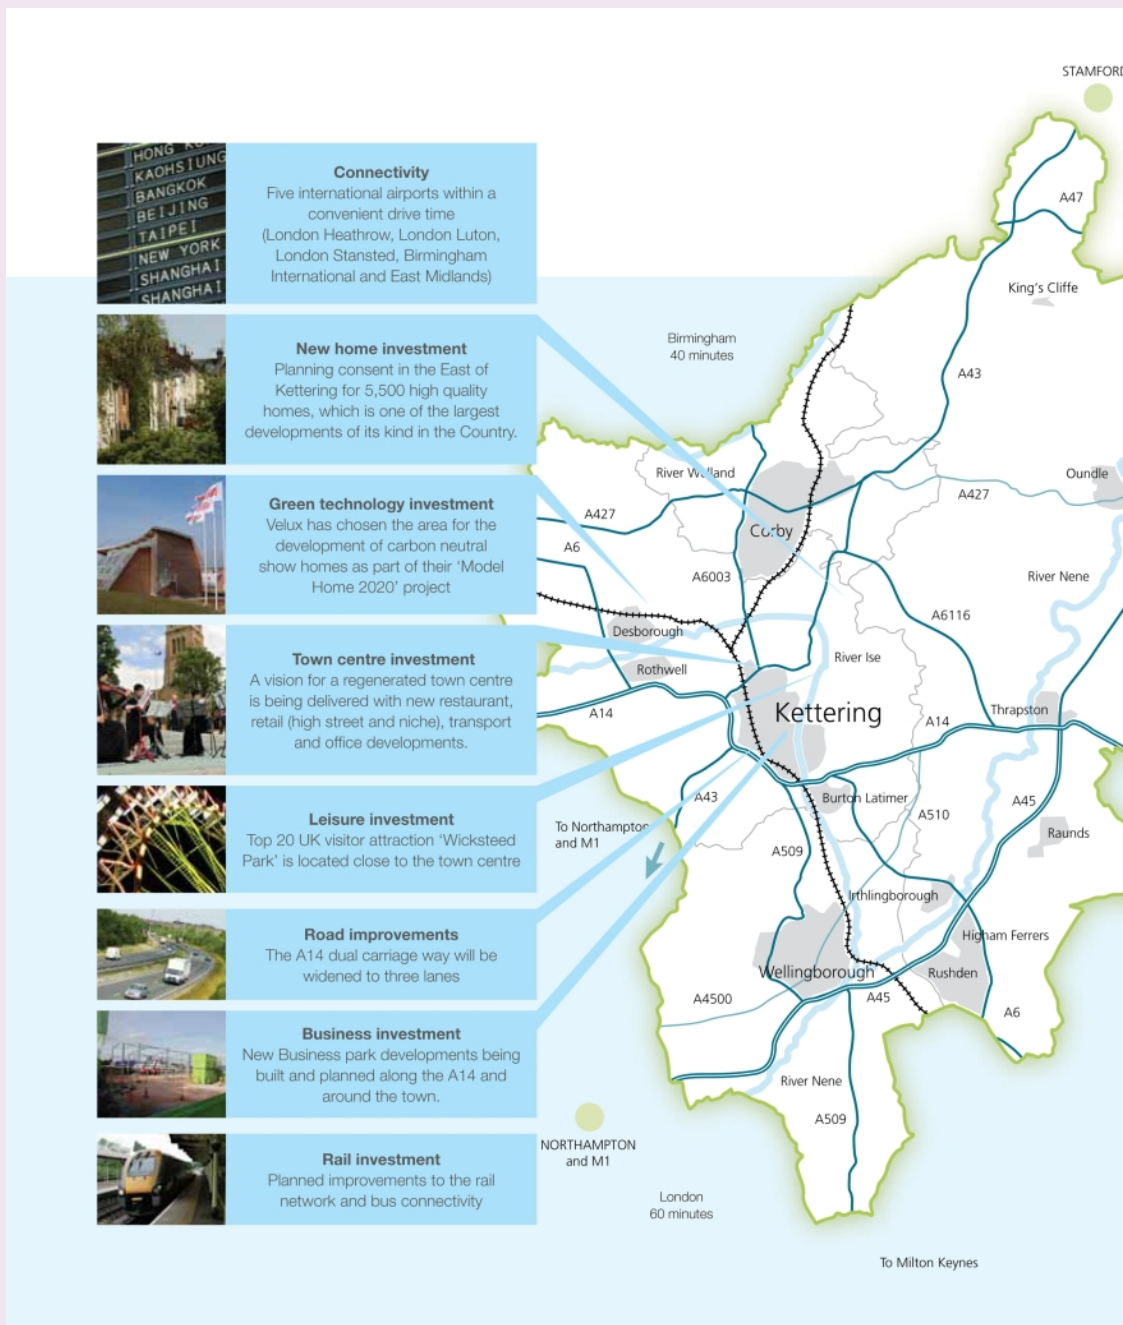 HONG
KAOHSIUNG
BANGKOK
BEIJING
TAIPEI
NEW YORK
SHANGHAI
SHANGHAI
Connectivity
Five international airports within a
convenient drive time
(London Heathrow, London Luton,
London Stansted, Birmingham
International and East Midlands)
New home investment
Planning consent in the East of
Kettering for 5,500 high quality
homes, which is one of the largest
developments of its kind in the Country.
Green technology investment
Velux has chosen the area for the
development of carbon neutral
show homes as part of their ‘Model
Home 2020’ project
Town centre investment
A vision for a regenerated town centre
is being delivered with new restaurant,
retail (high street and niche), transport
and office developments.
Leisure investment
Top 20 UK visitor attraction ‘Wicksteed
Park’ is located close to the town centre
Road improvements
The A14 dual carriage way will be
widened to three lanes
Business investment
New Business park developments being
built and planned along the A14 and
around the town.
Rail investment
Planned improvements to the rail
network and bus connectivity
STAMFORD
A47
King’s Cliffe
Birmingham
40 minutes
A43
River Welland
Oundle
A427
A427
Corby
A6
A6003
River Nene
A6116
Desborough
River Ise
Rothwell
Kettering
Thrapston
A14
A14
A43
Burton Latimer
A45
A510
To Northampton
and M1
Raunds
A509
Irthlingborough
Higham Ferrers
Wellingborough
Rushden
A4500
A45
A6
River Nene
A509
NORTHAMPTON
and M1
London
60 minutes
To Milton Keynes